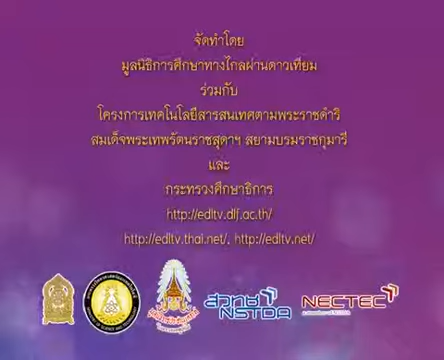 จัดทำโดย
มูลนิธิการศึกษาทางไกลผ่านดาวเทียม
ร่วมกับ
โครงการเทคโนโลยีสารสนเทศตามพระราชดำริ
สมเด็จพระเทพรัตนราชสุดาฯ สยามบรมราชกุมารี
และ
กระทรวงศึกษาธิการ
http://edltv.dlf.ac.th/
http://edltv.thai.net/, http://edltv.net/
สวทช NECTEC
NSTDA